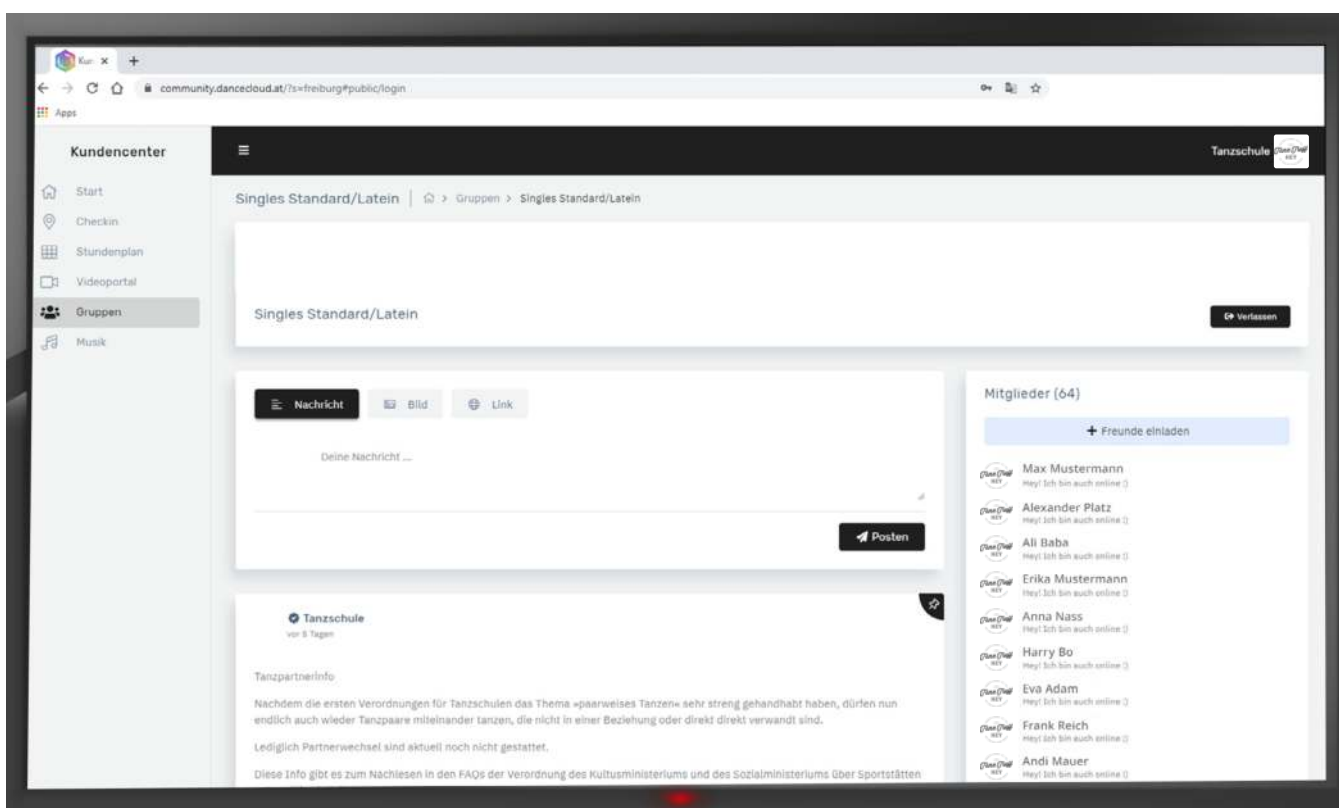 Kun
community.dancecloud.at/?s=freiburg#public/login
Apps
Kundencenter
Tanzschule
Start
Checkin
Stundenplan
Videoportal
Gruppen
Musik
Singles Standard/Latein
Gruppen > Singles Standard/Latein
Singles Standard/Latein
Verlassen
Nachricht
Bild
Link
Deine Nachricht ...
Posten
Tanzschule
vor 8 Tagen
Tanzpartnerinfo
Nachdem die ersten Verordnungen für Tanzschulen das Thema »paarweises Tanzen« sehr streng gehandhabt haben, dürfen nun
endlich auch wieder Tanzpaare miteinander tanzen, die nicht in einer Beziehung oder direkt direkt verwandt sind.
Lediglich Partnerwechsel sind aktuell noch nicht gestattet.
Diese Info gibt es zum Nachlesen in den FAQs der Verordnung des Kultusministeriums und des Sozialministeriums über Sportstätten
Mitglieder (64)
+ Freunde einladen
Max Mustermann
Hey! Ich bin auch online :)
Alexander Platz
Hey! Ich bin auch online :)
Ali Baba
Hey! Ich bin auch online :)
Erika Mustermann
Hey! Ich bin auch online :)
Anna Nass
Hey! Ich bin auch online :)
Harry Bo
Hey! Ich bin auch online :)
Eva Adam
Hey! Ich bin auch online :)
Frank Reich
Hey! Ich bin auch online :)
Andi Mauer
Hey! Ich bin auch online :)